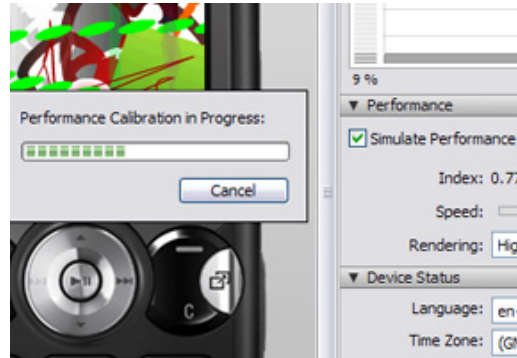 9 %
Performance
Performance Calibration in Progress:
Simulate Performance
Cancel
Index: 0.77
Speed:
Rendering: Hig
C
Device Status
Language: en
Time Zone: (GM